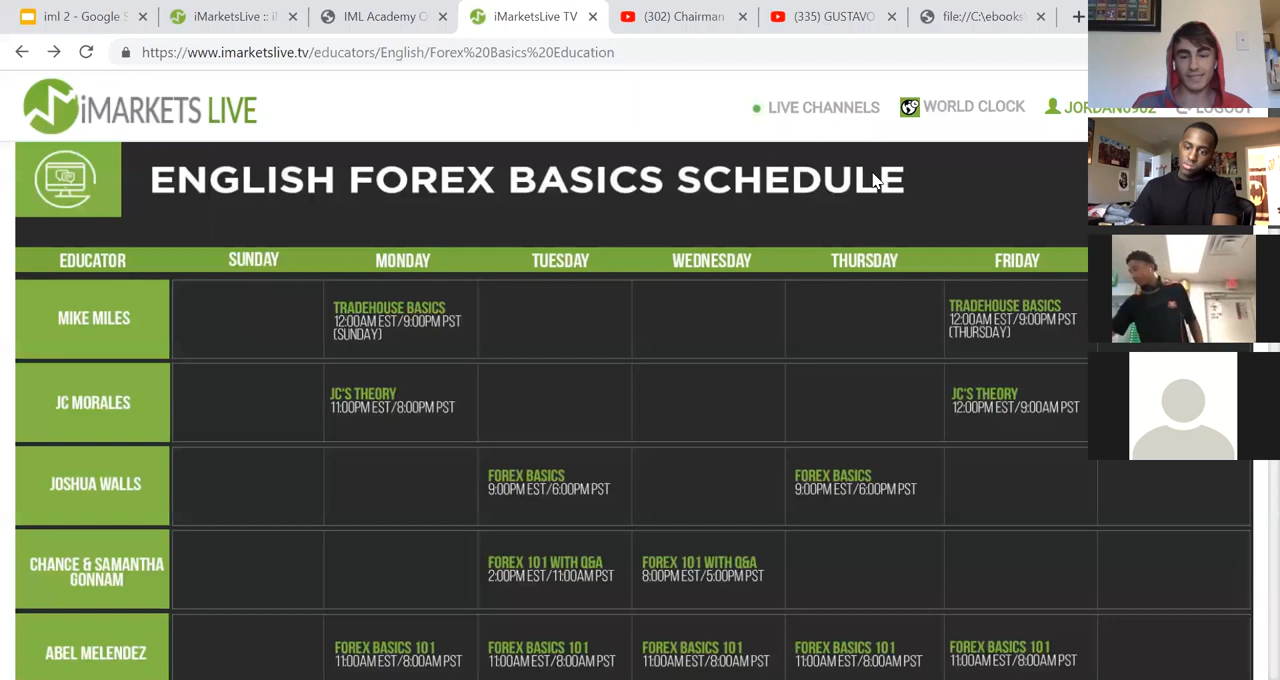 iml 2 - Google S
iMarketsLive :: i
IML Academy
iMarketsLive TV
(302) Chairman
(335) GUSTAVO
file://C:\ebooks
https://www.imarketslive.tv/educators/English/Forex%20Basics%20Education
iMARKETS LIVE
LIVE CHANNELS
WORLD CLOCK
ENGLISH FOREX BASICS SCHEDULE
EDUCATOR SUNDAY MONDAY TUESDAY WEDNESDAY THURSDAY FRIDAY
MIKE MILES
TRADEHOUSE BASICS
12:00AM EST/9:00PM PST
(SUNDAY)
TRADEHOUSE BASICS
12:00AM EST/9:00PM PST
(THURSDAY)
JC MORALES
JC'S THEORY
11:00PM EST/8:00PM PST
JC'S THEORY
12:00PM EST/9:00AM PST
JOSHUA WALLS
FOREX BASICS
9:00PM EST/6:00PM PST
FOREX BASICS
9:00PM EST/6:00PM PST
CHANCE & SAMANTHA
GONNAM
FOREX 101 WITH Q&A
2:00PM EST/11:00AM PST
FOREX 101 WITH Q&A
8:00PM EST/5:00PM PST
ABEL MELENDEZ
FOREX BASICS 101
11:00AM EST/8:00AM PST
FOREX BASICS 101
11:00AM EST/8:00AM PST
FOREX BASICS 101
11:00AM EST/8:00AM PST
FOREX BASICS 101
11:00AM EST/8:00AM PST
FOREX BASICS 101
11:00AM EST/8:00AM PST